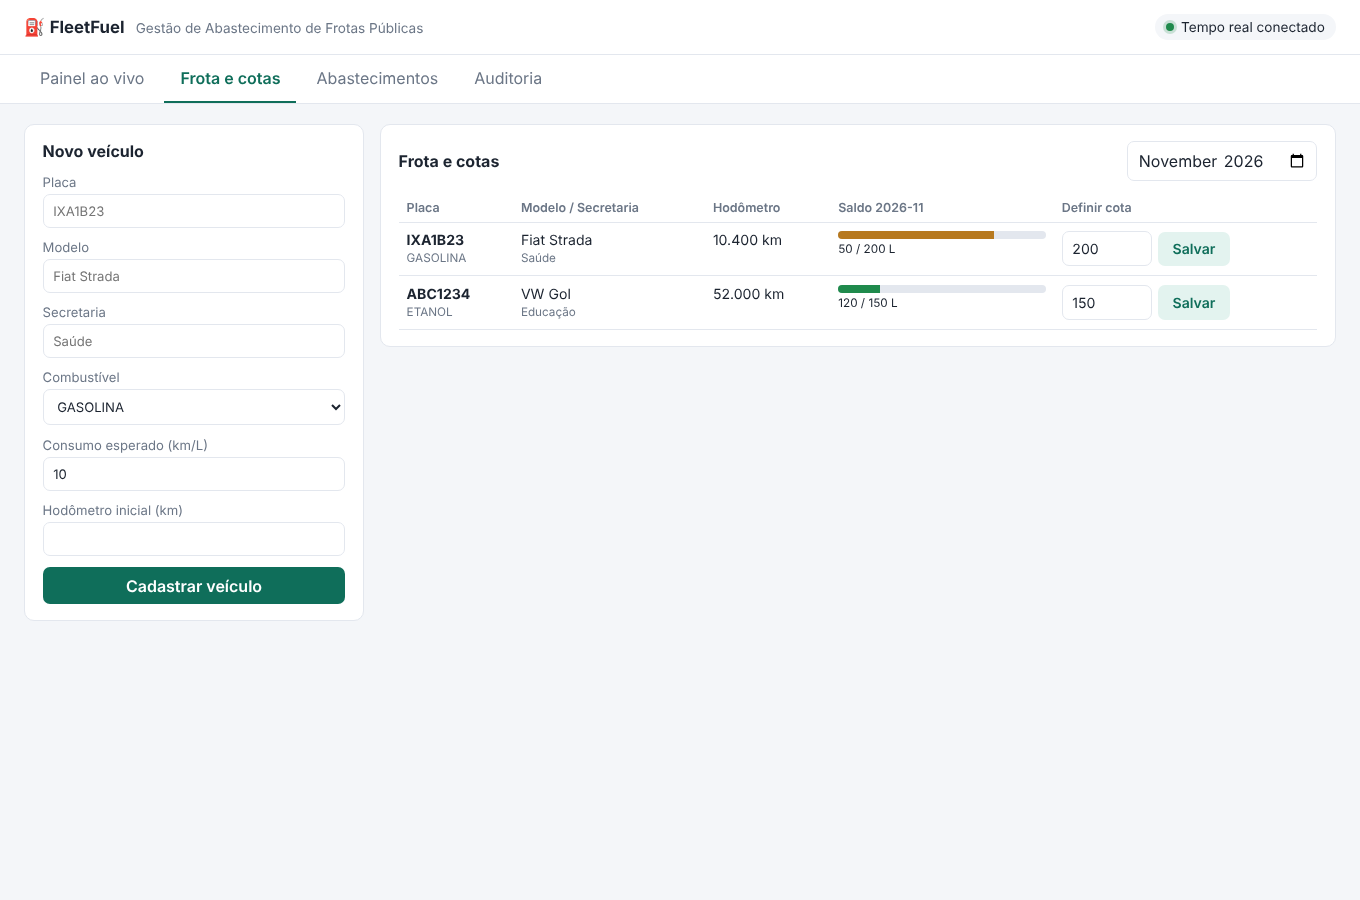 FleetFuel Gestão de Abastecimento de Frotas Públicas
Tempo real conectado
Painel ao vivo Frota e cotas Abastecimentos Auditoria
Novo veículo
Placa
IXA1B23
Modelo
Fiat Strada
Secretaria
Saúde
Combustível
GASOLINA
Consumo esperado (km/L)
10
Hodômetro inicial (km)
Cadastrar veículo
Frota e cotas
November 2026
Placa Modelo / Secretaria Hodômetro Saldo 2026-11 Definir cota
IXA1B23 Fiat Strada 10.400 km 50 / 200 L 200 Salvar
GASOLINA Saúde
ABC1234 VW Gol 52.000 km 120 / 150 L 150 Salvar
ETANOL Educação